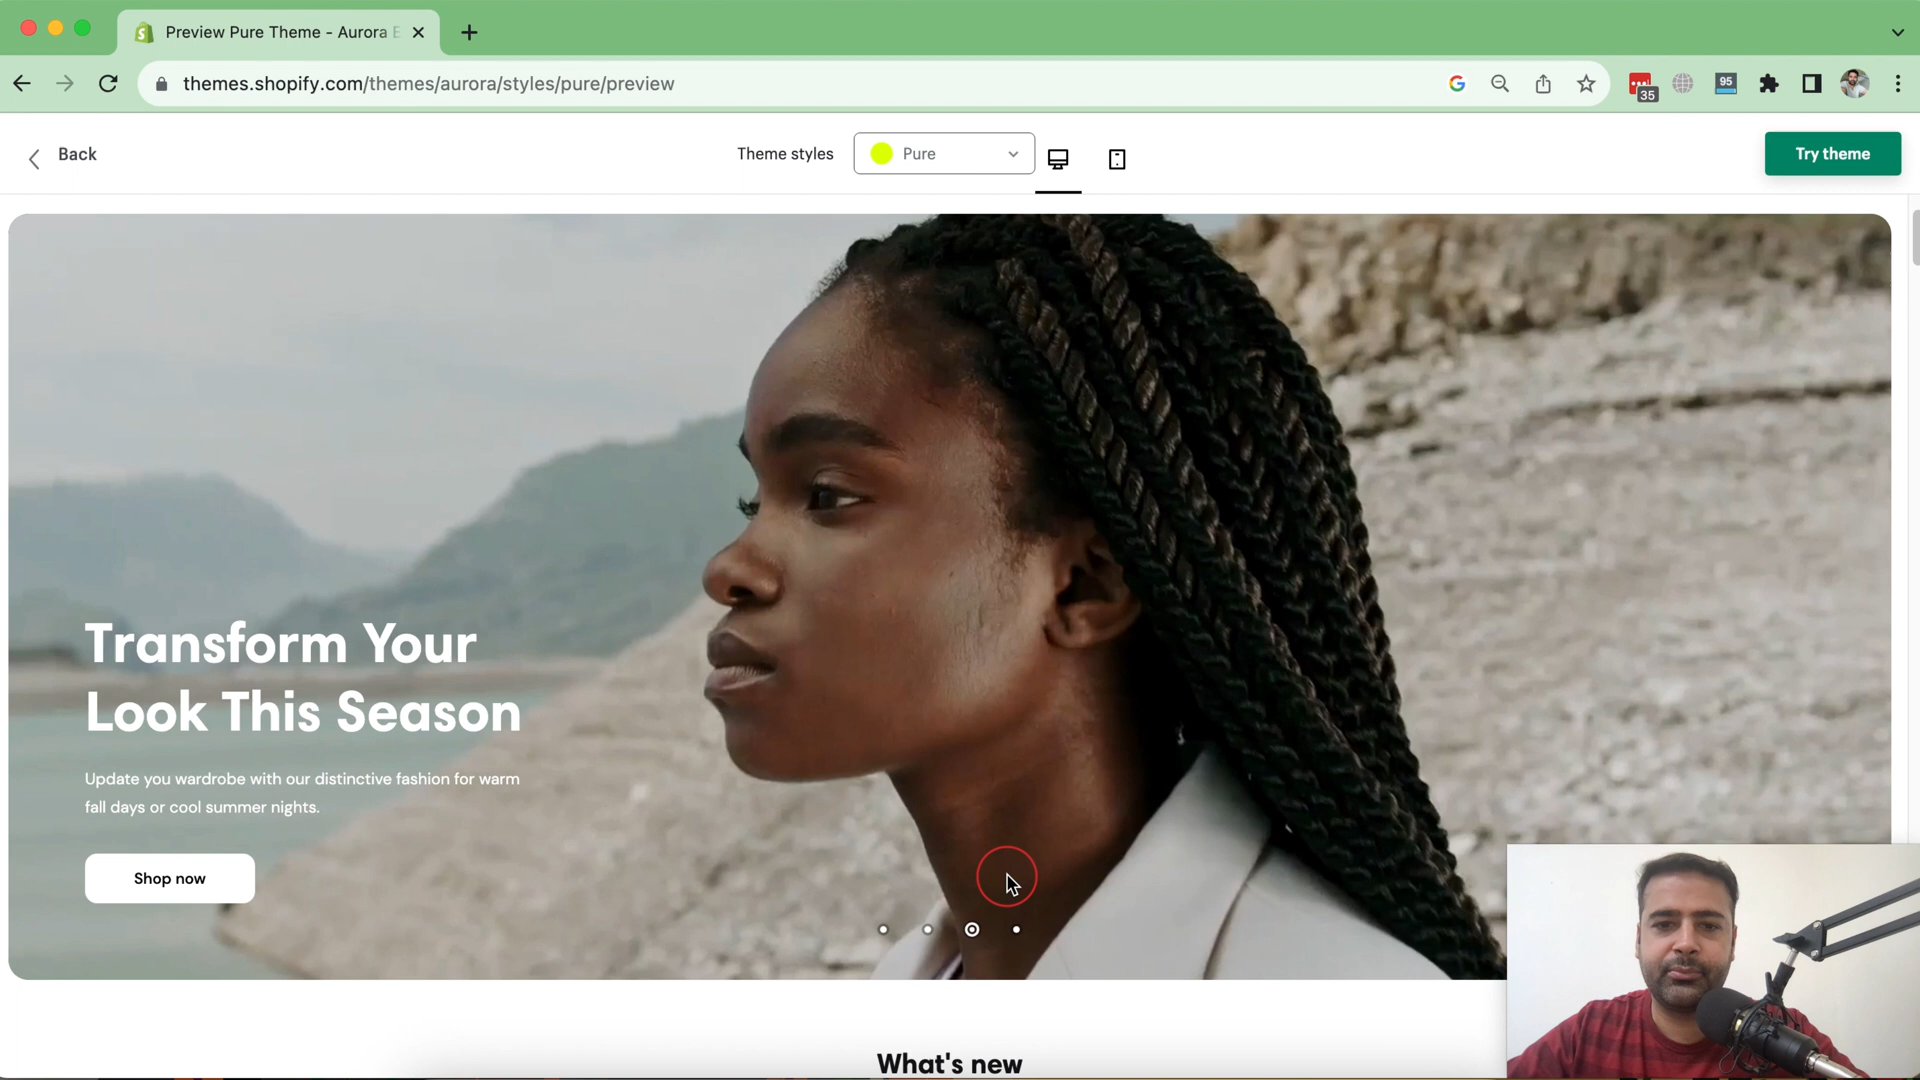 Preview Pure Theme - Aurora E
themes.shopify.com/themes/aurora/styles/pure/preview
35
95
Back
Theme styles
Pure
Try theme
Transform Your
Look This Season
Update you wardrobe with our distinctive fashion for warm
fall days or cool summer nights.
Shop now
What's new